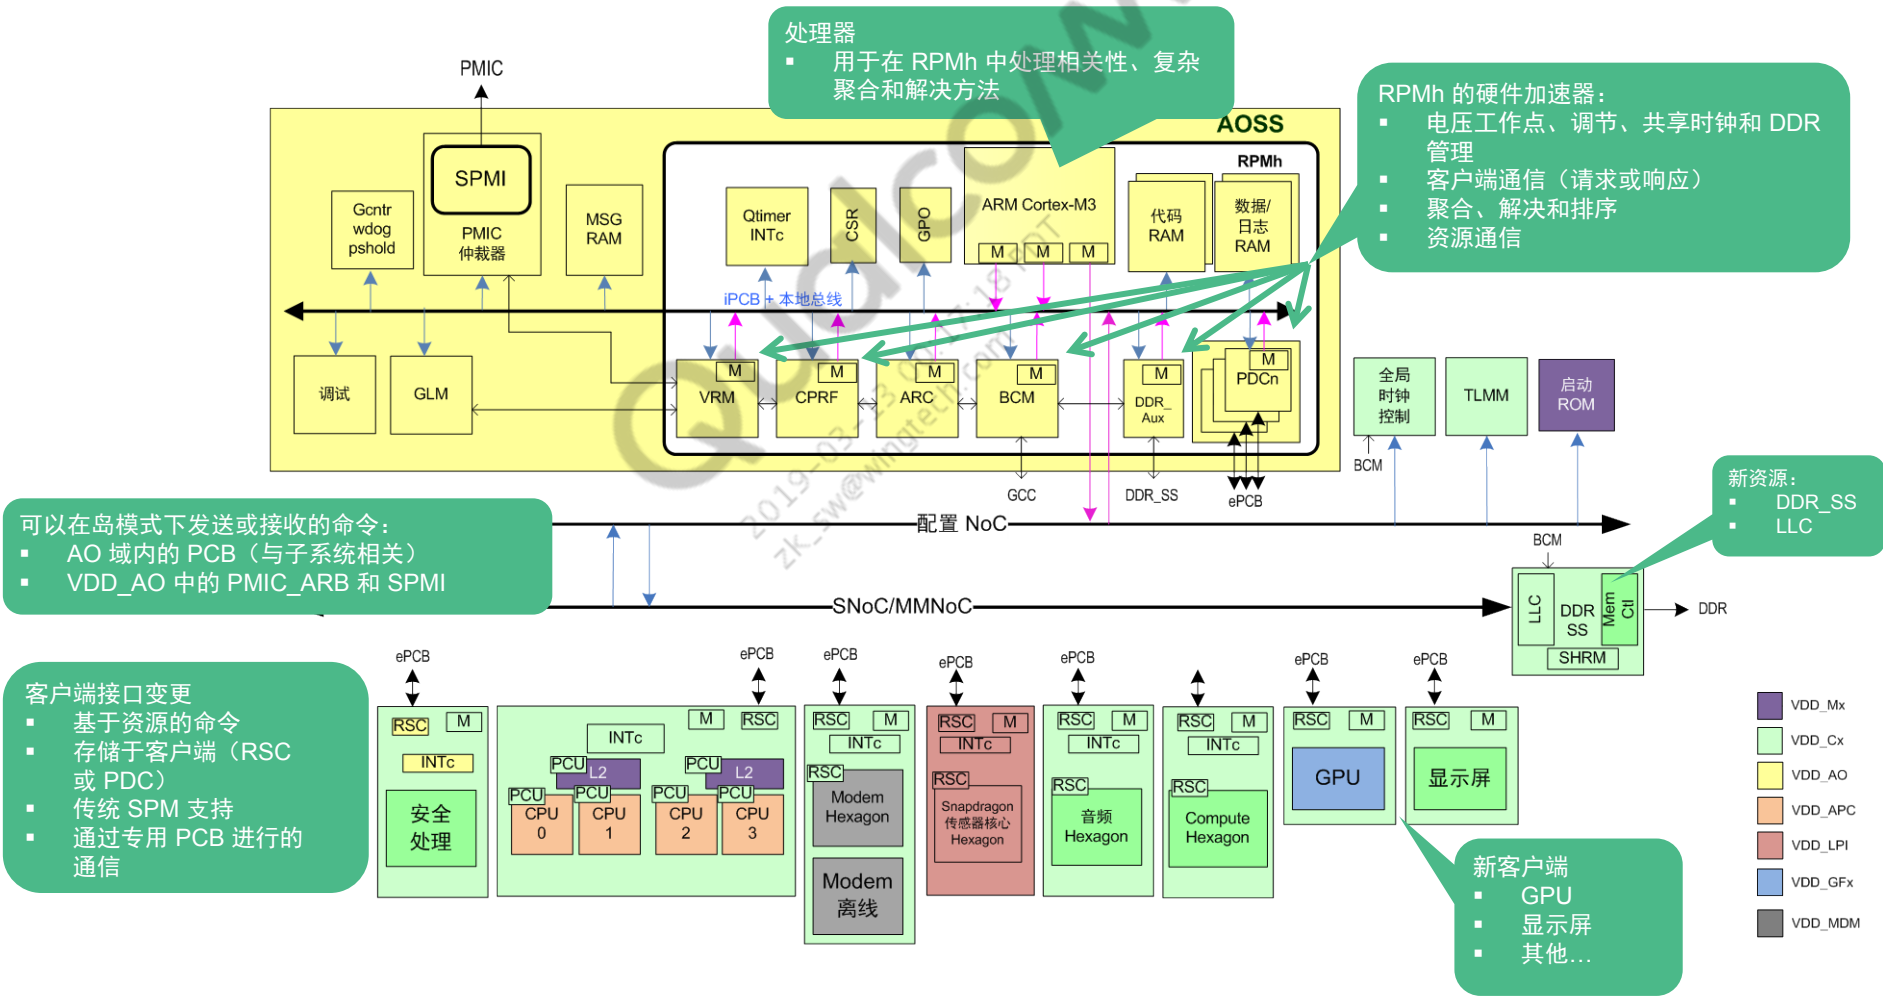 处理器
▪ 用于在 RPMh 中处理相关性、复杂
聚合和解决方法
RPMh 的硬件加速器：
▪ 电压工作点、调节、共享时钟和 DDR
管理
▪ 客户端通信（请求或响应）
▪ 聚合、解决和排序
▪ 资源通信
PMIC
AOSS
RPMh
SPMI
PMIC
仲裁器
Gcntr
wdog
pshold
MSG
RAM
Qtimer
INTc
CSR
GPO
ARM Cortex-M3
M M M
代码
RAM
数据/
日志
RAM
iPCB + 本地总线
调试
GLM
M
VRM
M
CPRF
M
ARC
M
BCM
M
DDR_
Aux
M
PDCn
GCC
DDR_SS
ePCB
全局
时钟
控制
BCM
TLMM
启动
ROM
新资源：
▪ DDR_SS
▪ LLC
可以在岛模式下发送或接收的命令：
▪ AO 域内的 PCB（与子系统相关）
▪ VDD_AO 中的 PMIC_ARB 和 SPMI
配置 NoC
SNoC/MMNoC
BCM
LLC
DDR
SS
Mem
Ctl
SHRM
DDR
客户端接口变更
▪ 基于资源的命令
▪ 存储于客户端（RSC
或 PDC）
▪ 传统 SPM 支持
▪ 通过专用 PCB 进行的
通信
ePCB
RSC M
INTc
安全
处理
ePCB
M RSC
INTc
PCU
L2
PCU
L2
PCU
CPU
0
PCU
CPU
1
PCU
CPU
2
PCU
CPU
3
ePCB
RSC M
INTc
RSC
Modem
Hexagon
Modem
离线
ePCB
RSC M
INTc
RSC
Snapdragon
传感器核心
Hexagon
ePCB
RSC M
INTc
RSC
音频
Hexagon
RSC M
INTc
RSC
Compute
Hexagon
ePCB
RSC M
GPU
ePCB
RSC M
显示屏
新客户端
▪ GPU
▪ 显示屏
▪ 其他...
VDD_Mx
VDD_Cx
VDD_AO
VDD_APC
VDD_LPI
VDD_GFx
VDD_MDM